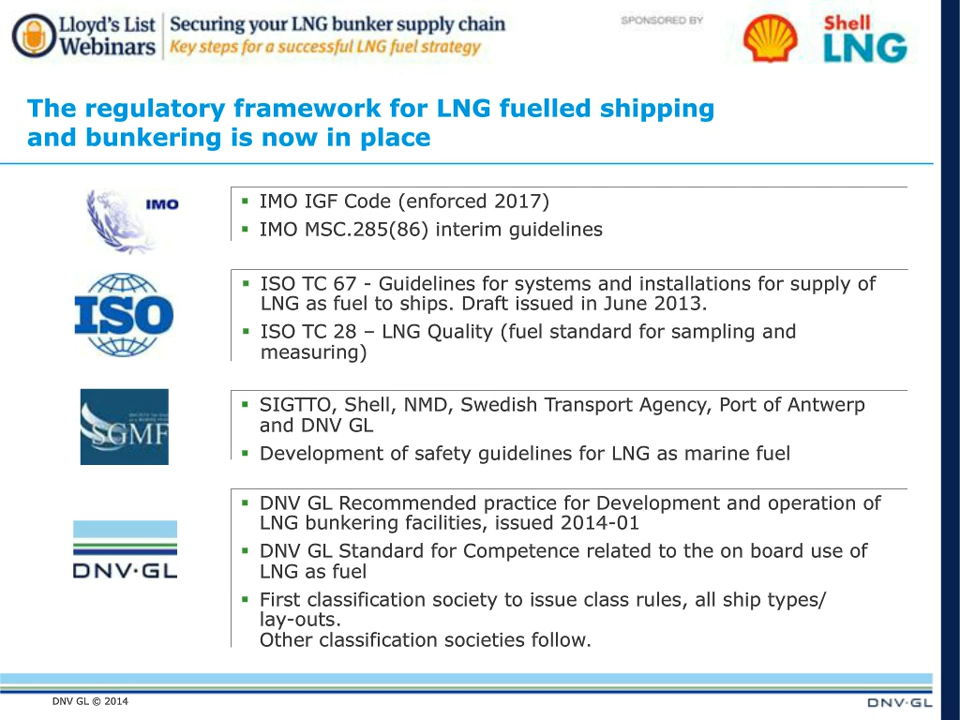 Lloyd's List
Webinars
Securing your LNG bunker supply chain
Key steps for a successful LNG fuel strategy
SPONSORED BY
Shell
LNG
The regulatory framework for LNG fuelled shipping
and bunkering is now in place
IMO
▪ IMO IGF Code (enforced 2017)
▪ IMO MSC.285(86) interim guidelines
ISO
▪ ISO TC 67 - Guidelines for systems and installations for supply of
LNG as fuel to ships. Draft issued in June 2013.
▪ ISO TC 28 – LNG Quality (fuel standard for sampling and
measuring)
SGMF
▪ SIGTTO, Shell, NMD, Swedish Transport Agency, Port of Antwerp
and DNV GL
▪ Development of safety guidelines for LNG as marine fuel
DNV·GL
▪ DNV GL Recommended practice for Development and operation of
LNG bunkering facilities, issued 2014-01
▪ DNV GL Standard for Competence related to the on board use of
LNG as fuel
▪ First classification society to issue class rules, all ship types/
lay-outs.
Other classification societies follow.
DNV GL © 2014
DNV·GL